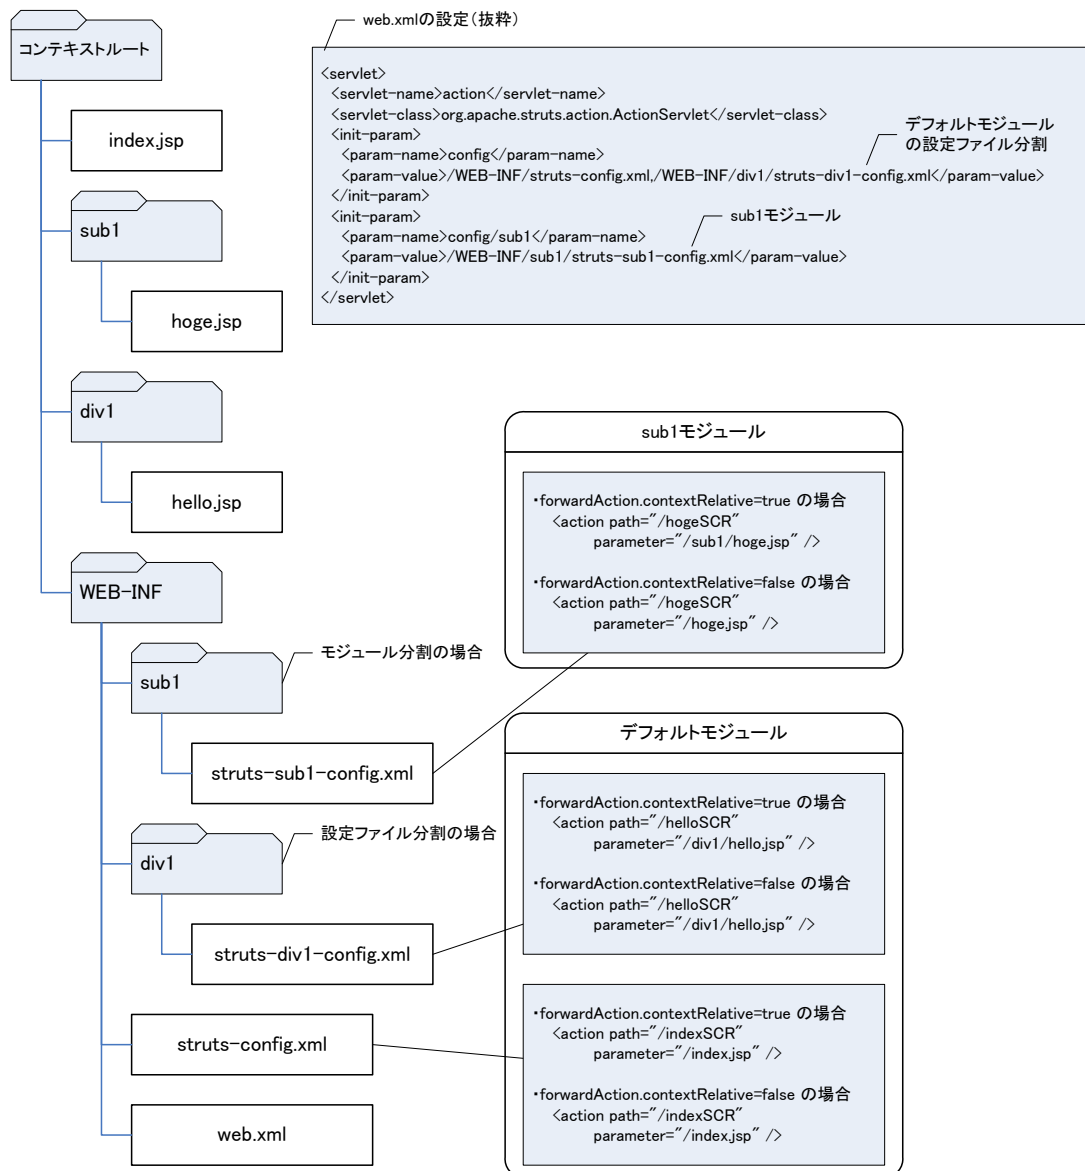 web.xmlの設定(抜粋)
コンテキストルート
<servlet>
<servlet-name>action</servlet-name>
<servlet-class>org.apache.struts.action.ActionServlet</servlet-class>
<init-param>
<param-name>config</param-name>
<param-value>/WEB-INF/struts-config.xml,/WEB-INF/div1/struts-div1-config.xml</param-value>
</init-param>
<init-param>
<param-name>config/sub1</param-name>
<param-value>/WEB-INF/sub1/struts-sub1-config.xml</param-value>
</init-param>
</servlet>
デフォルトモジュール
の設定ファイル分割
sub1モジュール
index.jsp
sub1
hoge.jsp
div1
hello.jsp
WEB-INF
sub1
モジュール分割の場合
struts-sub1-config.xml
div1
設定ファイル分割の場合
struts-div1-config.xml
struts-config.xml
web.xml
sub1モジュール
・forwardAction.contextRelative=true の場合
<action path="/hogeSCR"
parameter="/sub1/hoge.jsp" />
・forwardAction.contextRelative=false の場合
<action path="/hogeSCR"
parameter="/hoge.jsp" />
デフォルトモジュール
・forwardAction.contextRelative=true の場合
<action path="/helloSCR"
parameter="/div1/hello.jsp" />
・forwardAction.contextRelative=false の場合
<action path="/helloSCR"
parameter="/div1/hello.jsp" />
・forwardAction.contextRelative=true の場合
<action path="/indexSCR"
parameter="/index.jsp" />
・forwardAction.contextRelative=false の場合
<action path="/indexSCR"
parameter="/index.jsp" />